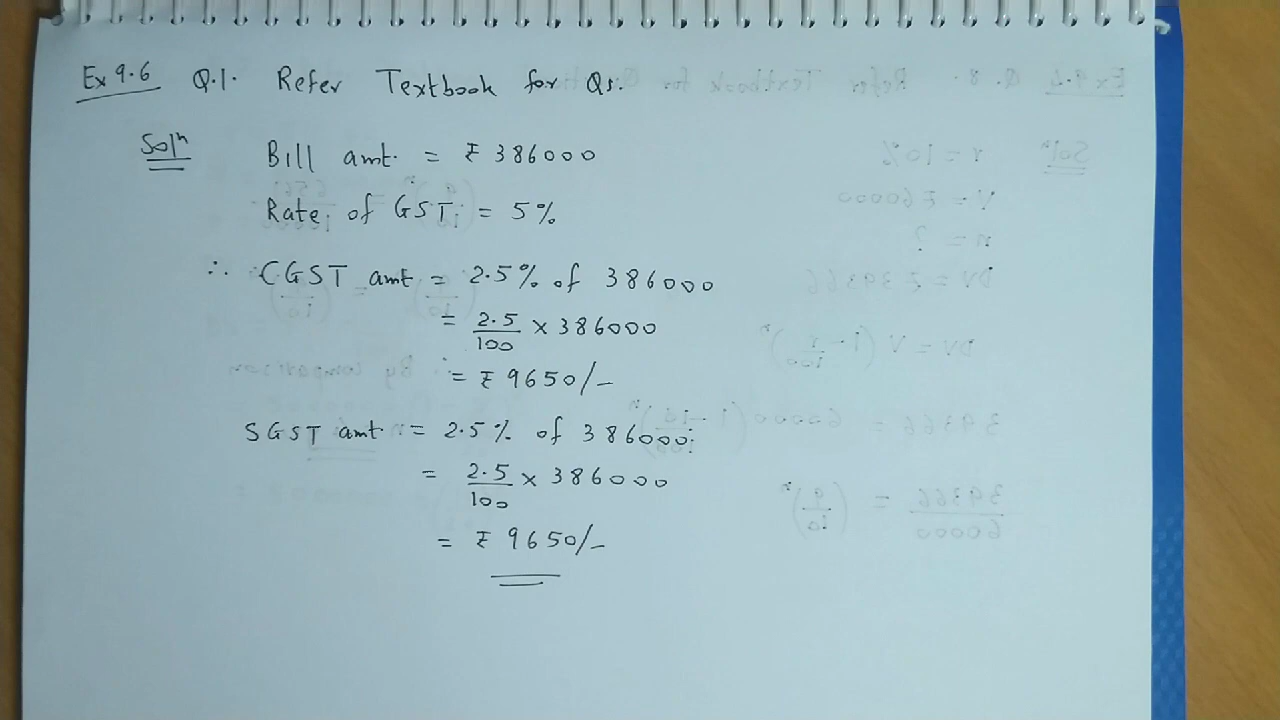 Ex 9.6 Q.1. Refer Textbook for Qs.
Solⁿ Bill amt. = ₹ 386000
Rate of GST = 5%
∴ CGST amt = 2.5% of 386000
= 2.5/100 × 386000
= ₹ 9650/-
SGST amt = 2.5% of 386000
= 2.5/100 × 386000
= ₹ 9650/-